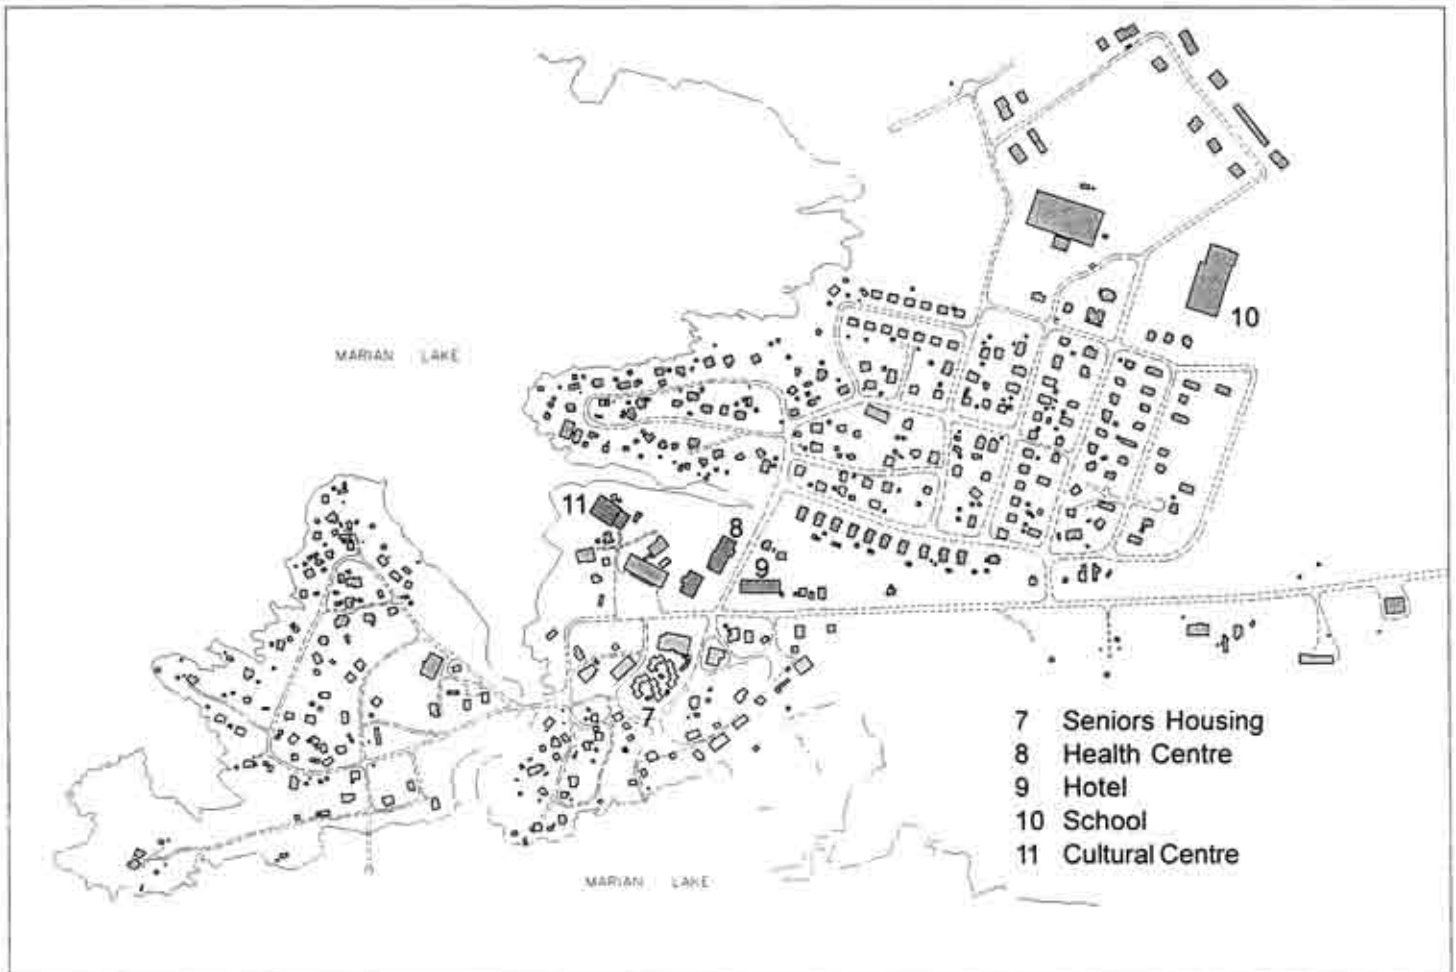 10
MARIAN LAKE
11
8
9
7
7 Seniors Housing
8 Health Centre
9 Hotel
10 School
11 Cultural Centre
MARIAN LAKE